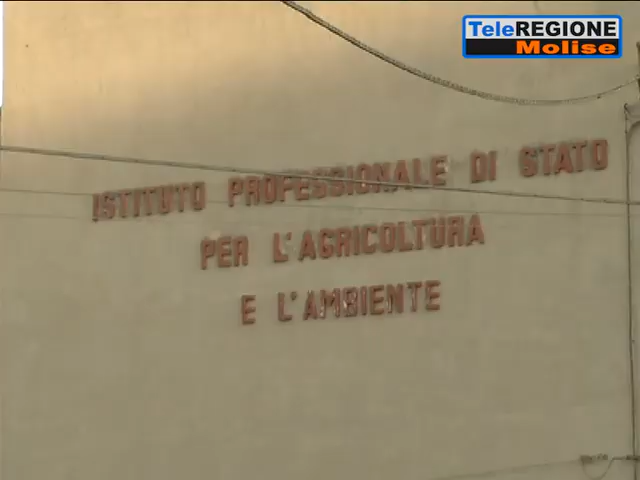 TeleREGIONE
Molise
ISTITUTO PROFESSIONALE DI STATO
PER L'AGRICOLTURA
E L'AMBIENTE